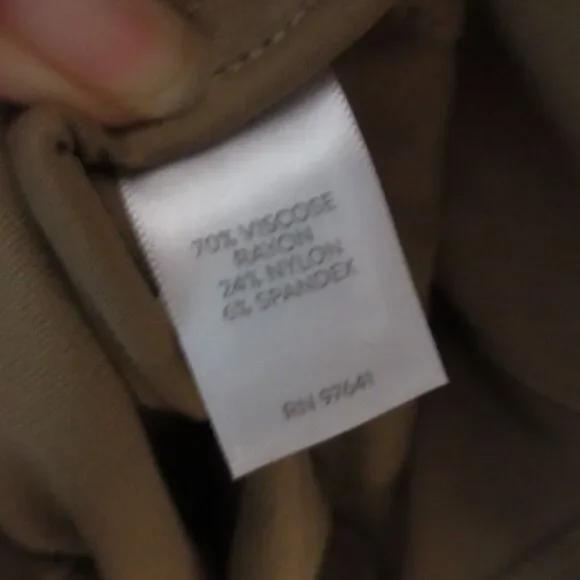 70% VISCOSE
RAYON
24% NYLON
6% SPANDEX
RN 97641